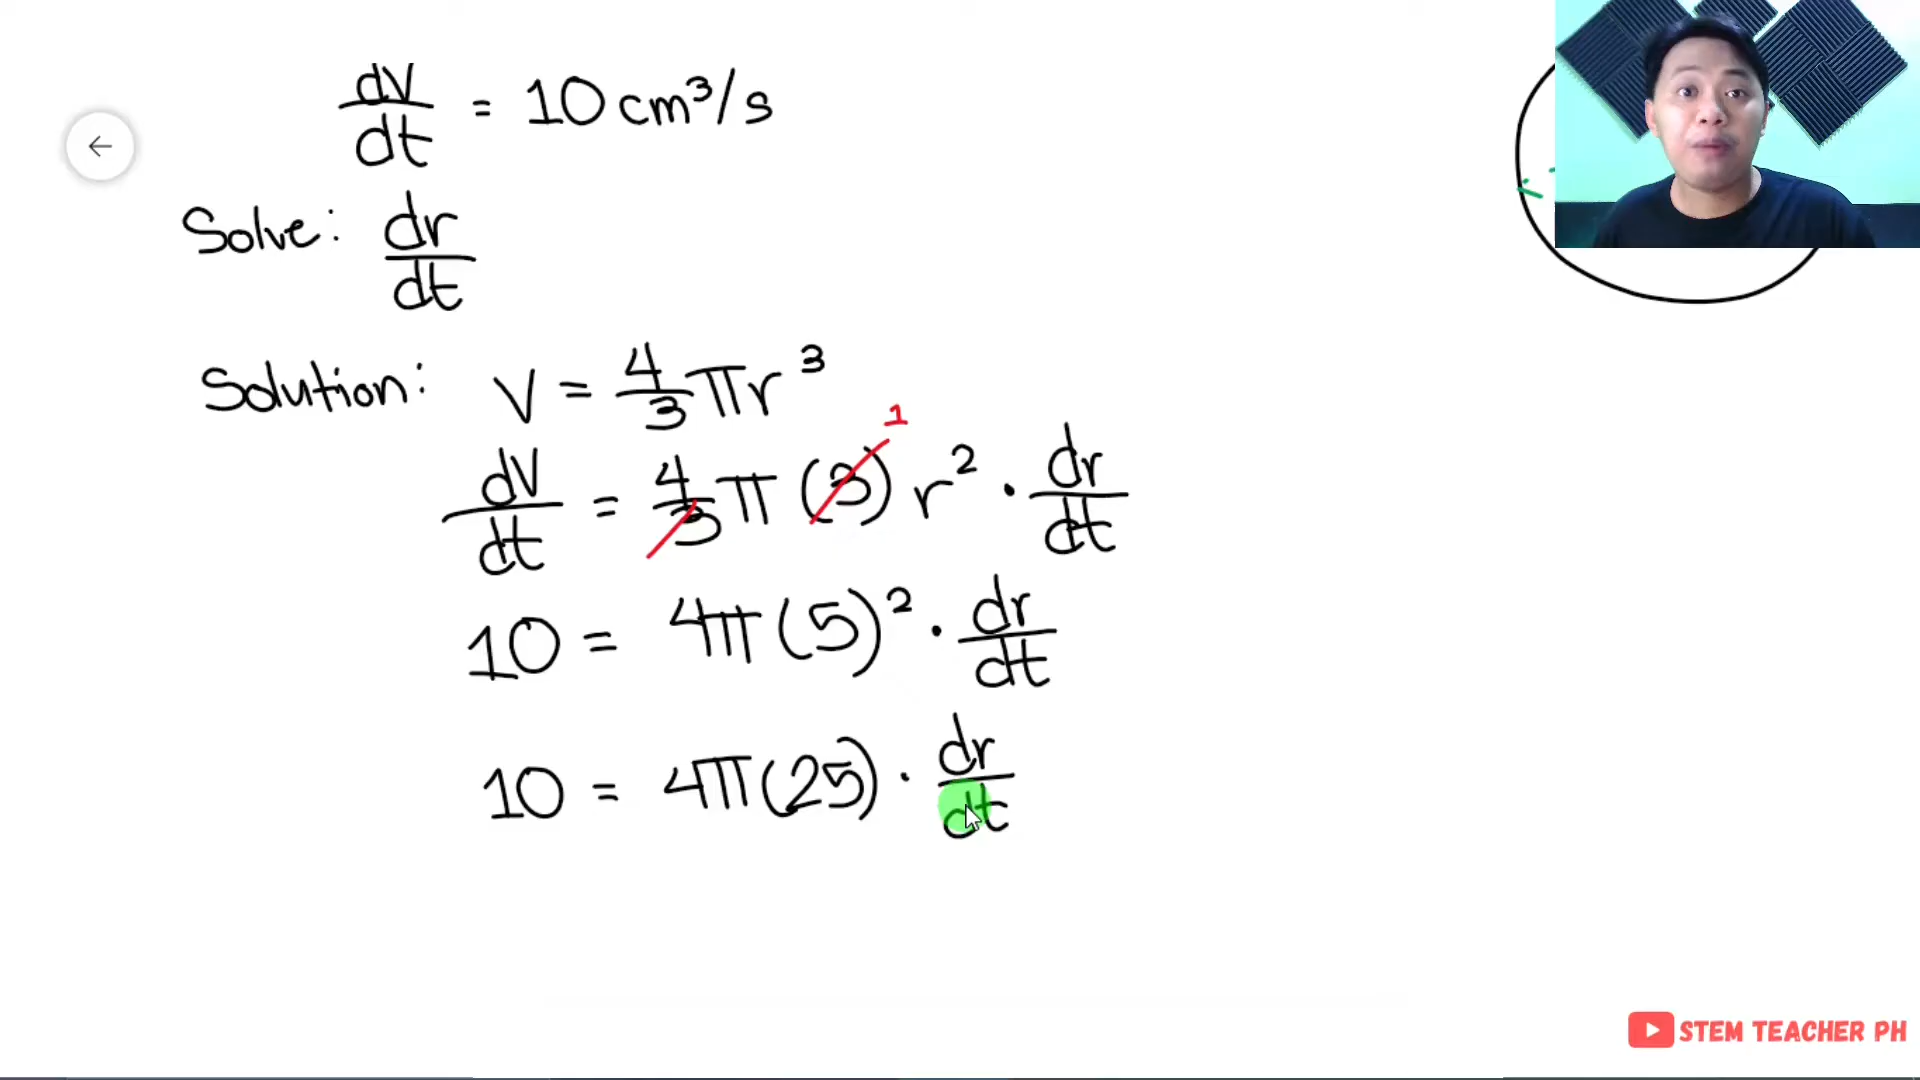 dV/dt = 10 cm³/s
Solve: dr/dt
Solution: V = 4/3 πr³
1
dV/dt = 4/3 π (3) r² · dr/dt
10 = 4π (5)² · dr/dt
10 = 4π (25) · dr/dt
STEM TEACHER PH